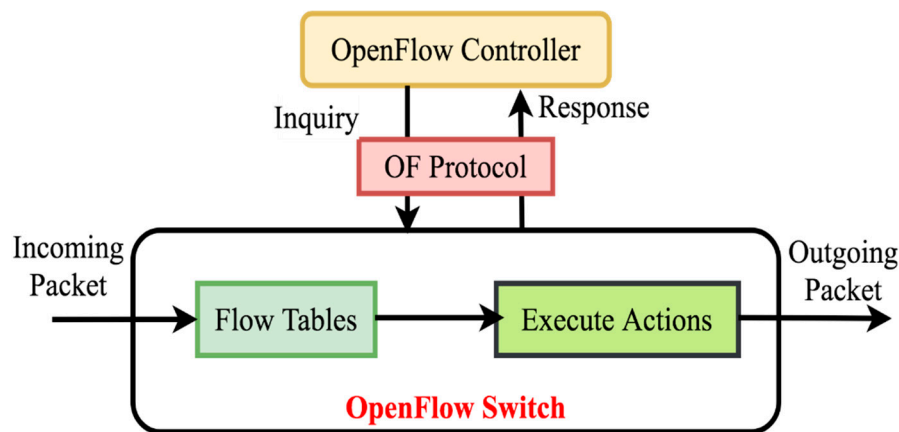 OpenFlow Controller
Inquiry
Response
OF Protocol
Incoming
Packet
Outgoing
Packet
Flow Tables
Execute Actions
OpenFlow Switch